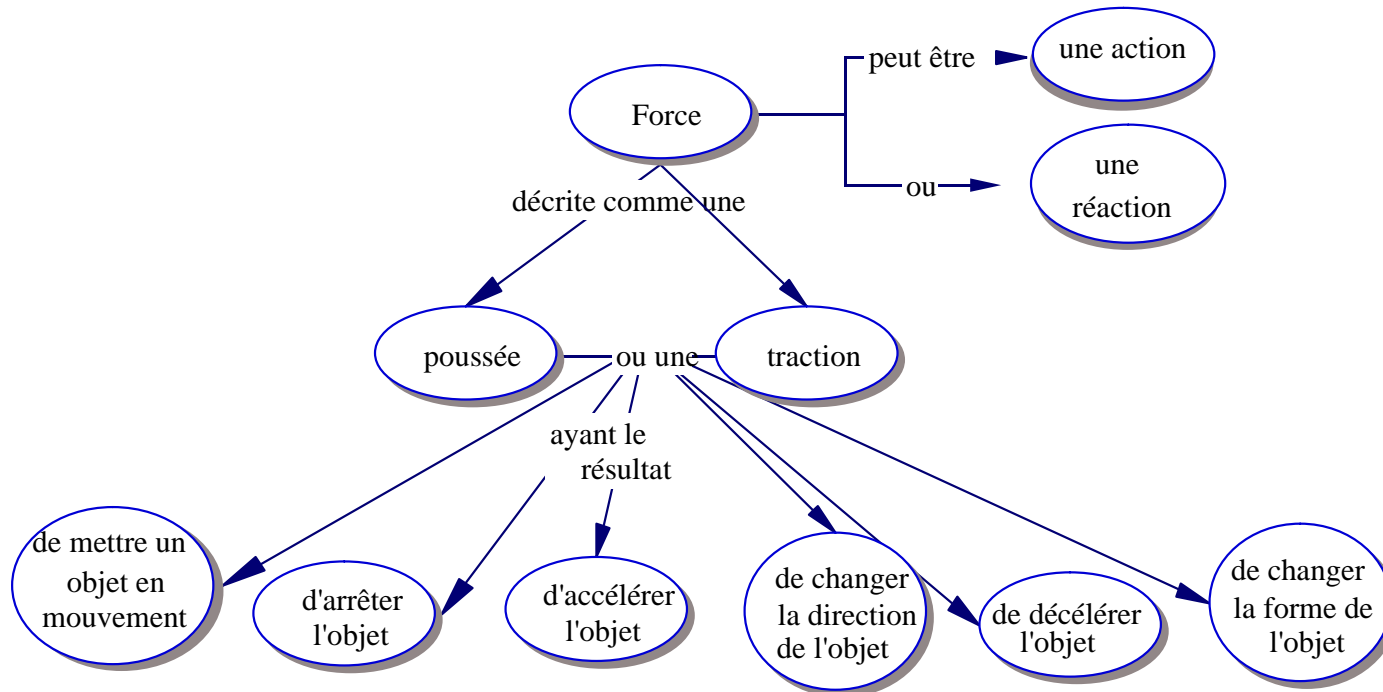 peut être
une action
Force
ou
une
réaction
décrite comme une
poussée
ou une
traction
ayant le
résultat
de mettre un
objet en
mouvement
d'arrêter
l'objet
d'accélérer
l'objet
de changer
la direction
de l'objet
de décélérer
l'objet
de changer
la forme de
l'objet